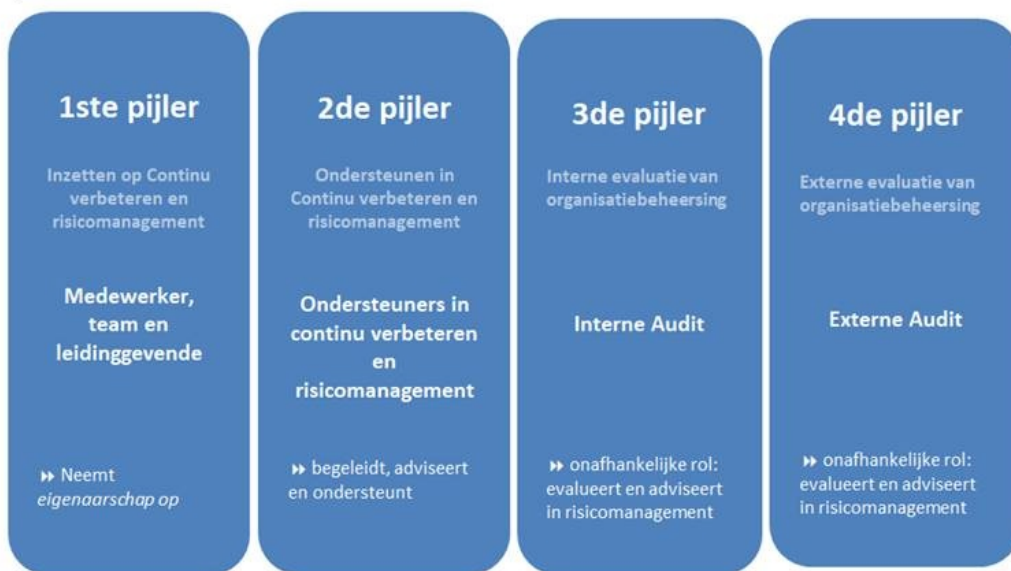 1ste pijler
Inzetten op Continu
verbeteren en
risicomanagement
Medewerker,
team en
leidinggevende
▸▸ Neemt
eigenaarschap op
2de pijler
Ondersteunen in
Continu verbeteren en
risicomanagement
Ondersteuners in
continu verbeteren
en
risicomanagement
▸▸ begeleidt, adviseert
en ondersteunt
3de pijler
Interne evaluatie van
organisatiebeheersing
Interne Audit
▸▸ onafhankelijke rol:
evalueert en adviseert
in risicomanagement
4de pijler
Externe evaluatie van
organisatiebeheersing
Externe Audit
▸▸ onafhankelijke rol:
evalueert en adviseert
in risicomanagement